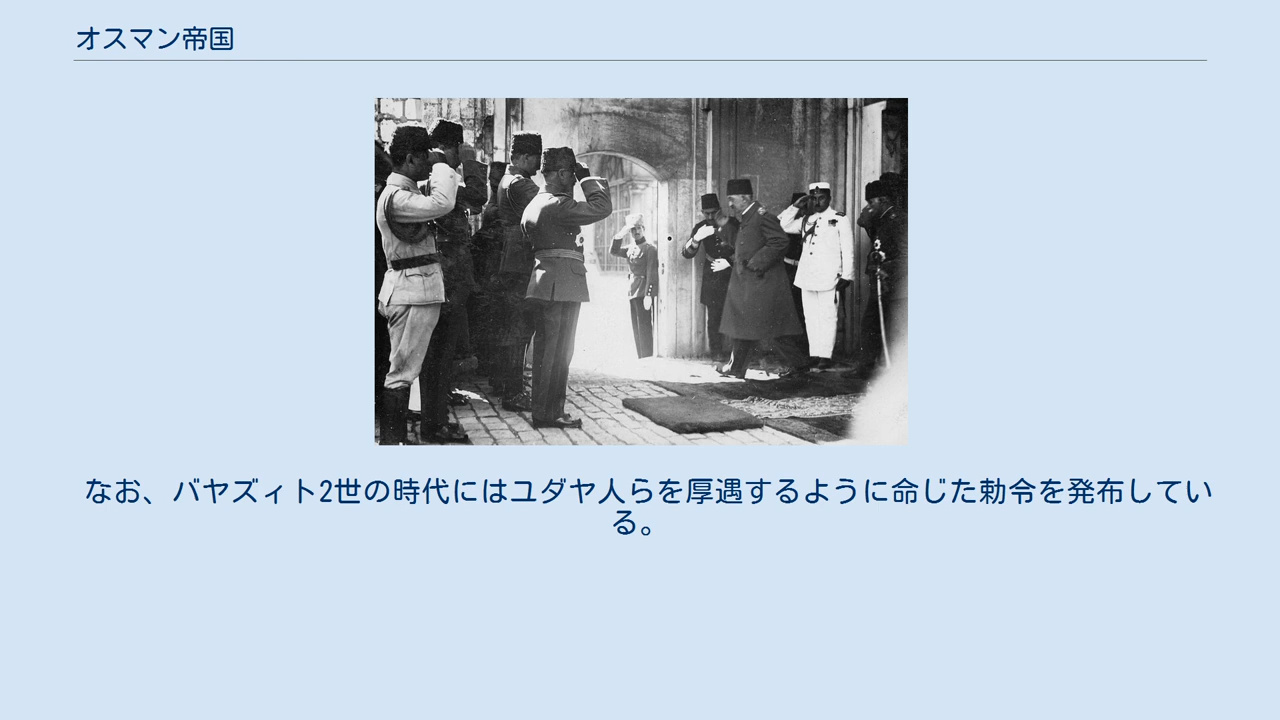 オスマン帝国
なお、バヤズィト2世の時代にはユダヤ人らを厚遇するように命じた勅令を発布してい
る。